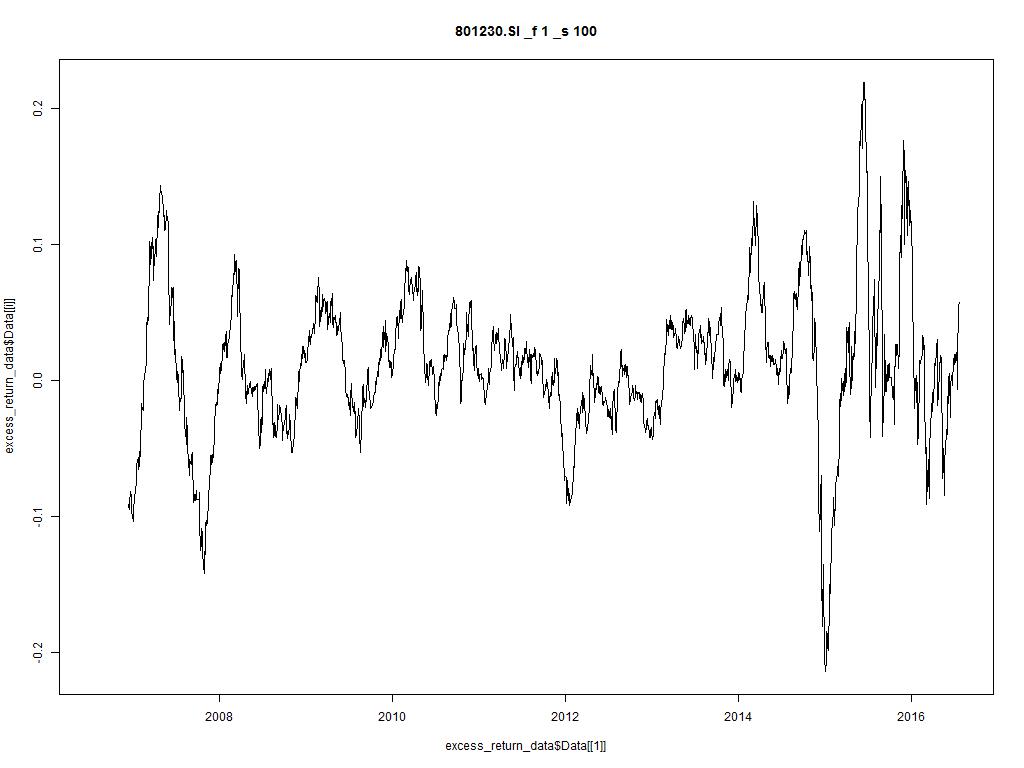 801230.SI _f 1 _s 100
excess_return_data$Data[[i]]
0.2
0.1
0.0
-0.1
-0.2
2008 2010 2012 2014 2016
excess_return_data$Data[[1]]